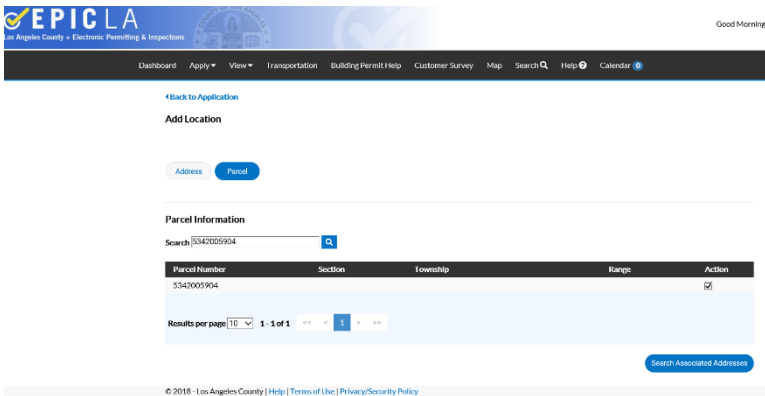 EPICLA
Los Angeles County + Electronic Permitting & Inspections
Good Morning
Dashboard Apply View Transportation Building Permit Help Customer Survey Map Search Help Calendar 0
Back to Application
Add Location
Address Parcel
Parcel Information
Search 5342005904
Parcel Number Section Township Range Action
5342005904
Results per page 10 1 - 1 of 1 << < 1 > >>
Search Associated Addresses
© 2018 - Los Angeles County | Help | Terms of Use | Privacy/Security Policy